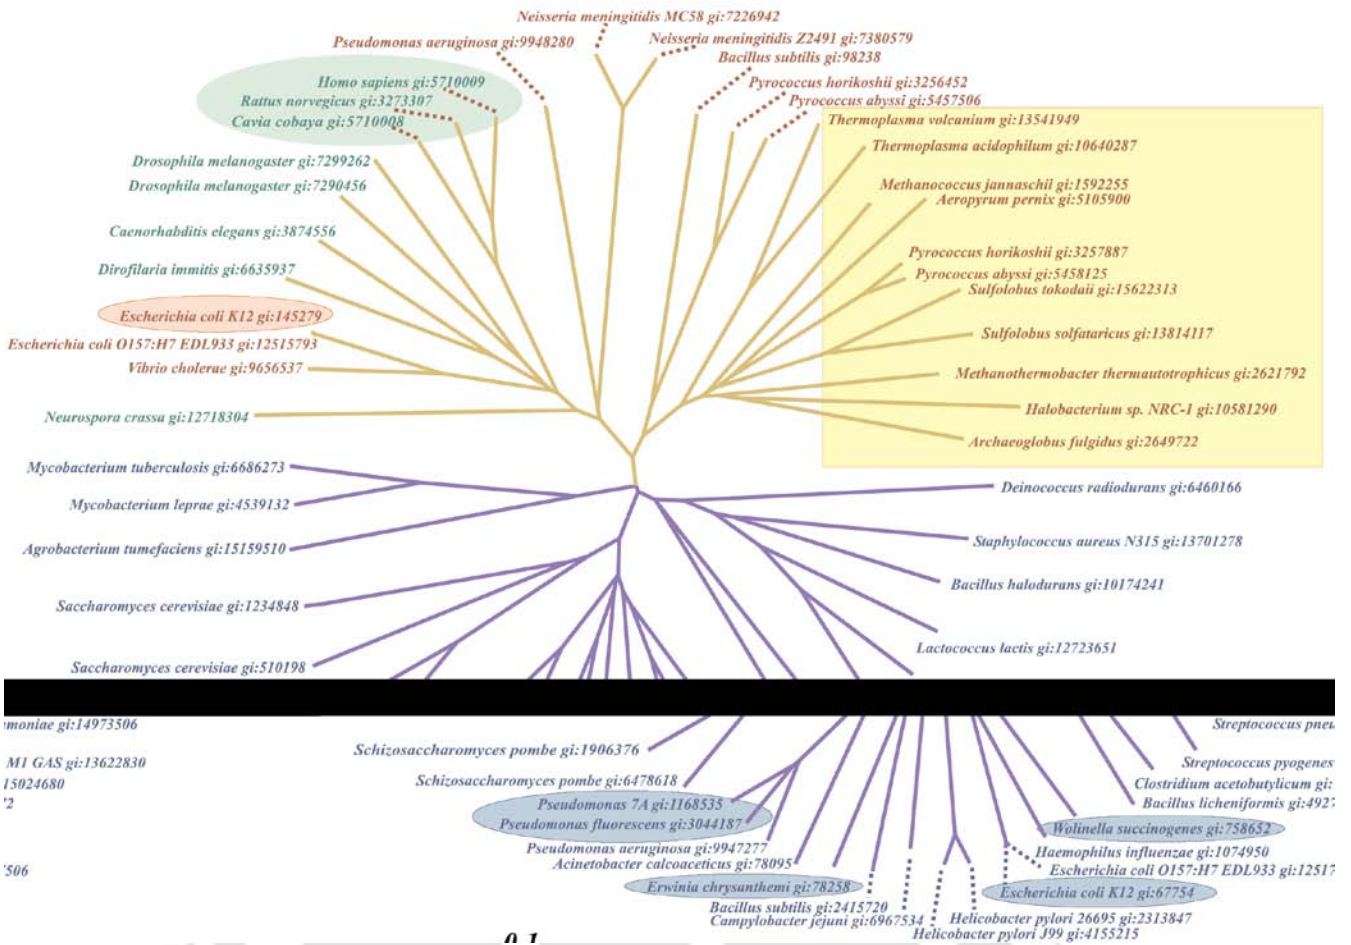 Neisseria meningitidis MC58 gi:7226942
Neisseria meningitidis Z2491 gi:7380579
Pseudomonas aeruginosa gi:9948280
Bacillus subtilis gi:98238
Homo sapiens gi:5710009
Pyrococcus horikoshii gi:3256452
Rattus norvegicus gi:3273307
Pyrococcus abyssi gi:5457506
Cavia cobaya gi:5710008
Thermoplasma volcanium gi:13541949
Thermoplasma acidophilum gi:10640287
Drosophila melanogaster gi:7299262
Drosophila melanogaster gi:7290456
Methanococcus jannaschii gi:1592255
Aeropyrum pernix gi:5105900
Caenorhabditis elegans gi:3874556
Pyrococcus horikoshii gi:3257887
Dirofilaria immitis gi:6635937
Pyrococcus abyssi gi:5458125
Sulfolobus tokodaii gi:15622313
Escherichia coli K12 gi:145279
Sulfolobus solfataricus gi:13814117
Escherichia coli O157:H7 EDL933 gi:12515793
Vibrio cholerae gi:9656537
Methanothermobacter thermautotrophicus gi:2621792
Halobacterium sp. NRC-1 gi:10581290
Neurospora crassa gi:12718304
Archaeoglobus fulgidus gi:2649722
Mycobacterium tuberculosis gi:6686273
Deinococcus radiodurans gi:6460166
Mycobacterium leprae gi:4539132
Staphylococcus aureus N315 gi:13701278
Agrobacterium tumefaciens gi:15159510
Bacillus halodurans gi:10174241
Saccharomyces cerevisiae gi:1234848
Lactococcus lactis gi:12723651
Saccharomyces cerevisiae gi:510198
moniae gi:14973506
Streptococcus pneu
Schizosaccharomyces pombe gi:1906376
M1 GAS gi:13622830
Streptococcus pyogenes
Schizosaccharomyces pombe gi:6478618
15024680
Clostridium acetobutylicum gi:
Pseudomonas 7A gi:1168535
Bacillus licheniformis gi:4927
Pseudomonas fluorescens gi:3044187
Wolinella succinogenes gi:758652
Pseudomonas aeruginosa gi:9947277
Haemophilus influenzae gi:1074950
Acinetobacter calcoaceticus gi:78095
Escherichia coli O157:H7 EDL933 gi:12517
506
Erwinia chrysanthemi gi:78258
Escherichia coli K12 gi:67754
Bacillus subtilis gi:2415720
Campylobacter jejuni gi:6967534
Helicobacter pylori 26695 gi:2313847
Helicobacter pylori J99 gi:4155215
0.1